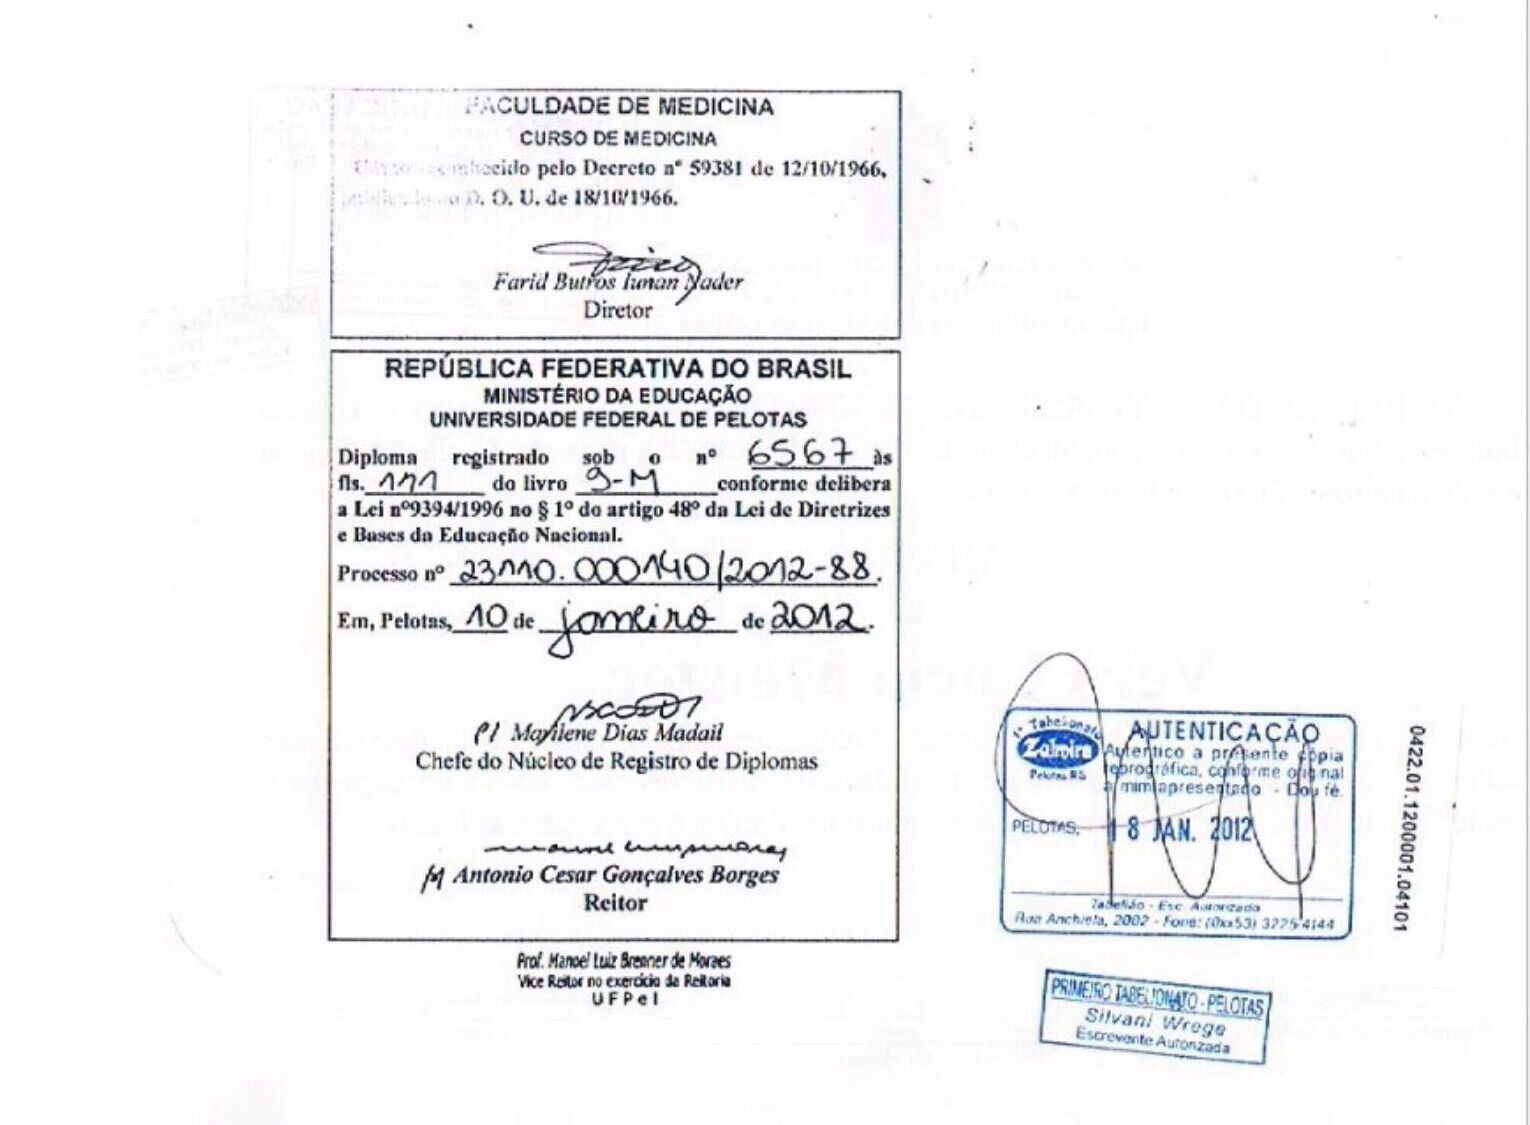 FACULDADE DE MEDICINA
CURSO DE MEDICINA
Curso reconhecido pelo Decreto nº 59381 de 12/10/1966,
publicado no D. O. U. de 18/10/1966.
Farid Butros Iunan Nader
Diretor
REPÚBLICA FEDERATIVA DO BRASIL
MINISTÉRIO DA EDUCAÇÃO
UNIVERSIDADE FEDERAL DE PELOTAS
Diploma registrado sob o nº 6567 às
fls. 111 do livro 9-M conforme delibera
a Lei nº9394/1996 no § 1º do artigo 48º da Lei de Diretrizes
e Bases da Educação Nacional.
Processo nº 23110.000140/2012-88.
Em, Pelotas, 10 de janeiro de 2012.
P/ Marilene Dias Madail
Chefe do Núcleo de Registro de Diplomas
Antonio Cesar Gonçalves Borges
Reitor
Prof. Manoel Luiz Brenner de Moraes
Vice Reitor no exercício da Reitoria
UFPel
1º Tabelionato
Zalmira
Pelotas RS
AUTENTICAÇÃO
Autentico a presente cópia
reprográfica, conforme original
a mim apresentado - Dou fé.
PELOTAS, 18 JAN. 2012
Tabelião - Esc. Autorizado
Rua Anchieta, 2002 - Fone: (0xx53) 3225-4144
0422.01.1200001.04101
PRIMEIRO TABELIONATO - PELOTAS
Silvani Wrege
Escrevente Autorizada